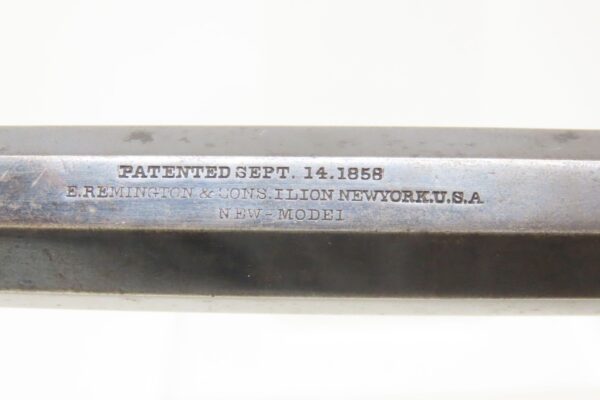 PATENTED SEPT. 14.1858
E.REMINGTON & SONS.ILION NEWYORK.U.S.A
NEW-MODEl